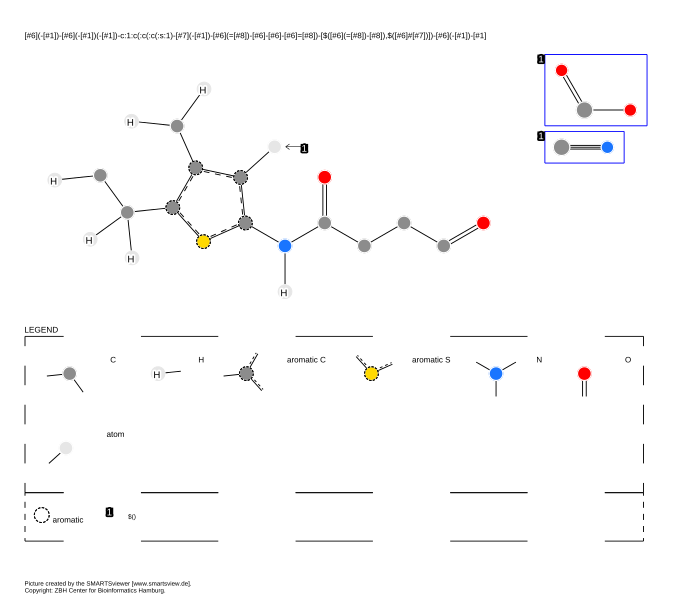 [#6](-[#1])-[#6](-[#1])(-[#1])-c:1:c(:c(:c(:s:1)-[#7](-[#1])-[#6](=[#8])-[#6]-[#6]-[#6]=[#8])-[$([#6](=[#8])-[#8]),$([#6]#[#7])])-[#6](-[#1])-[#1]
1
H
H
1
1
H
H
H
H
LEGEND
C H aromatic C aromatic S N O
H
atom
aromatic 1 $()
Picture created by the SMARTSviewer [www.smartsview.de].
Copyright: ZBH Center for Bioinformatics Hamburg.